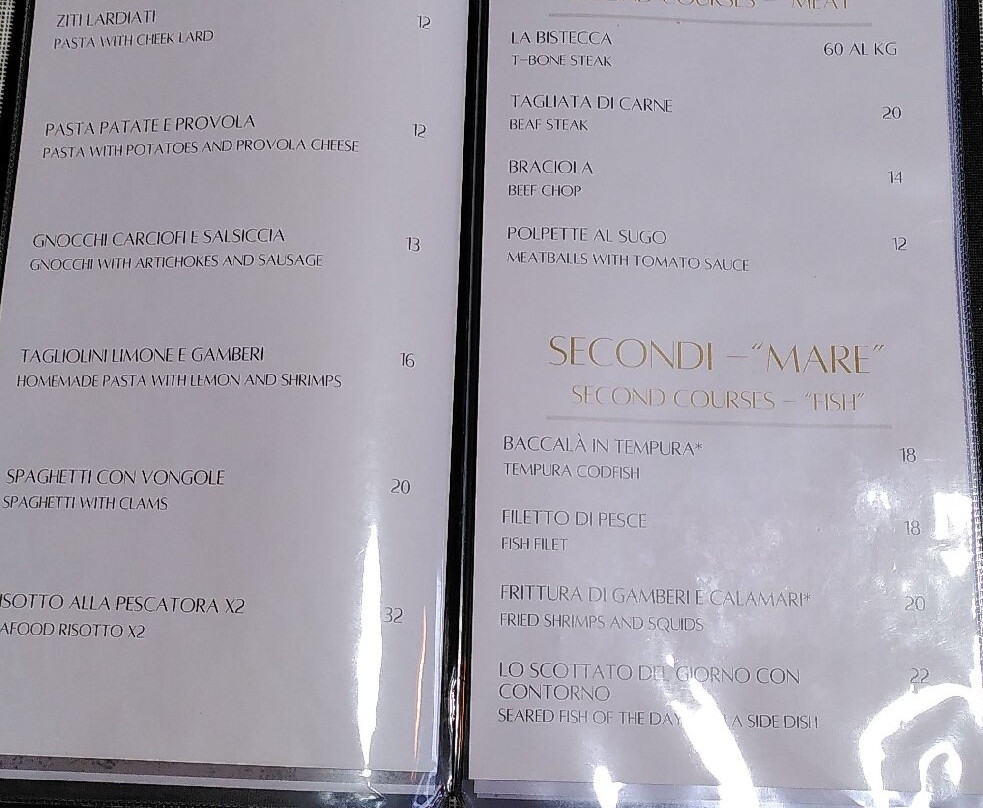 ZITI LARDIATI 12
PASTA WITH CHEEK LARD
PASTA PATATE E PROVOLA 12
PASTA WITH POTATOES AND PROVOLA CHEESE
GNOCCHI CARCIOFI E SALSICCIA 13
GNOCCHI WITH ARTICHOKES AND SAUSAGE
TAGLIOLINI LIMONE E GAMBERI 16
HOMEMADE PASTA WITH LEMON AND SHRIMPS
SPAGHETTI CON VONGOLE 20
SPAGHETTI WITH CLAMS
ISOTTO ALLA PESCATORA X2 32
AFOOD RISOTTO X2
COURSES – "MEAT"
LA BISTECCA 60 AL KG
T-BONE STEAK
TAGLIATA DI CARNE 20
BEAF STEAK
BRACIOLA 14
BEEF CHOP
POLPETTE AL SUGO 12
MEATBALLS WITH TOMATO SAUCE
SECONDI – "MARE"
SECOND COURSES – "FISH"
BACCALÀ IN TEMPURA* 18
TEMPURA CODFISH
FILETTO DI PESCE 18
FISH FILET
FRITTURA DI GAMBERI E CALAMARI* 20
FRIED SHRIMPS AND SQUIDS
LO SCOTTATO DEL GIORNO CON 22
CONTORNO
SEARED FISH OF THE DAY A SIDE DISH